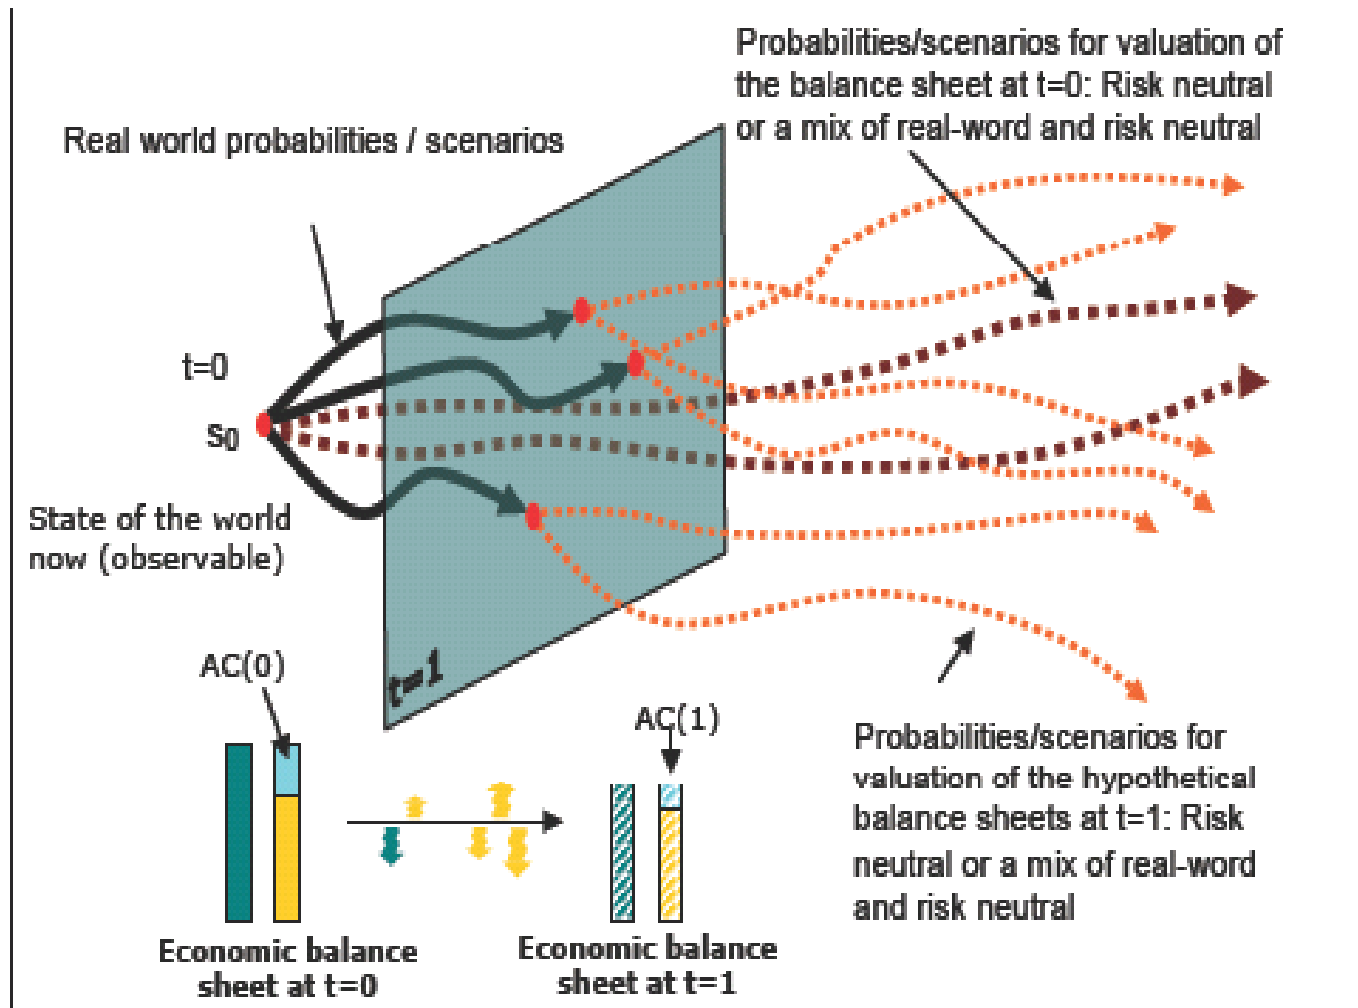 Probabilities/scenarios for valuation of
the balance sheet at t=0: Risk neutral
or a mix of real-word and risk neutral
Real world probabilities / scenarios
t=0
s0
State of the world
now (observable)
t=1
AC(0)
AC(1)
Probabilities/scenarios for
valuation of the hypothetical
balance sheets at t=1: Risk
neutral or a mix of real-word
and risk neutral
Economic balance
sheet at t=0
Economic balance
sheet at t=1